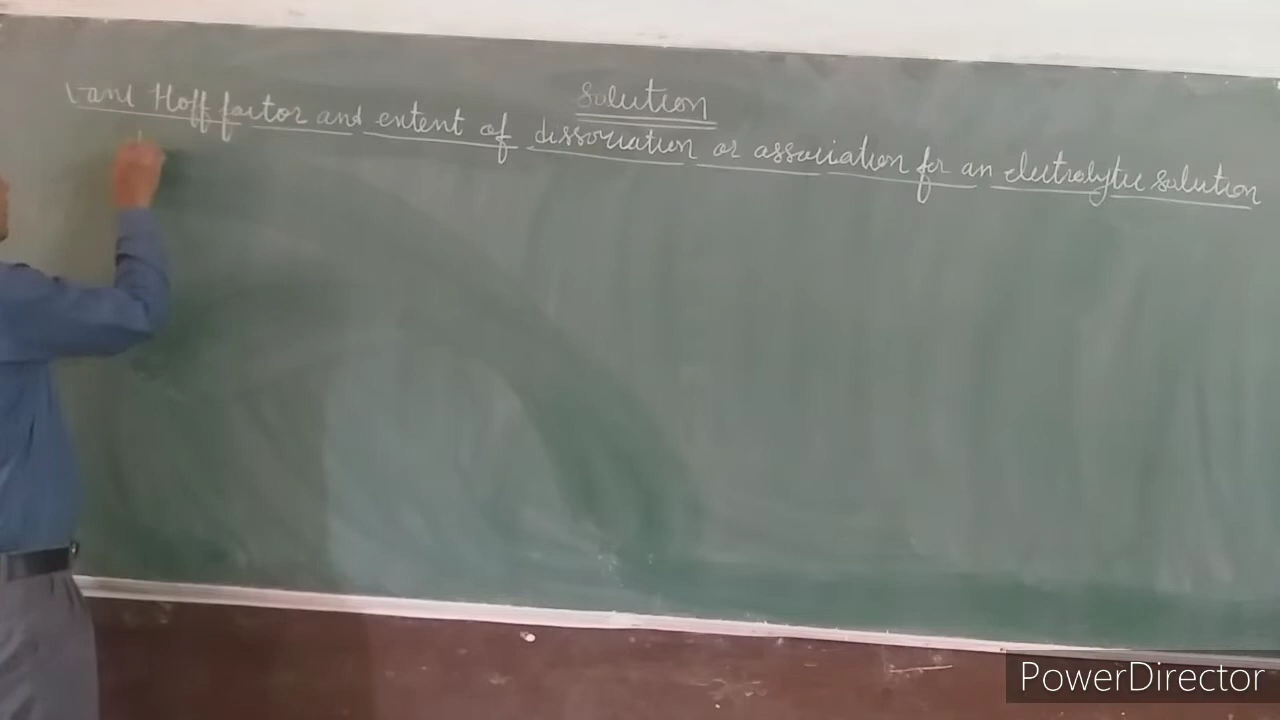 Solution
Vant Hoff factor and extent of dissociation or association for an electrolytic solution
PowerDirector